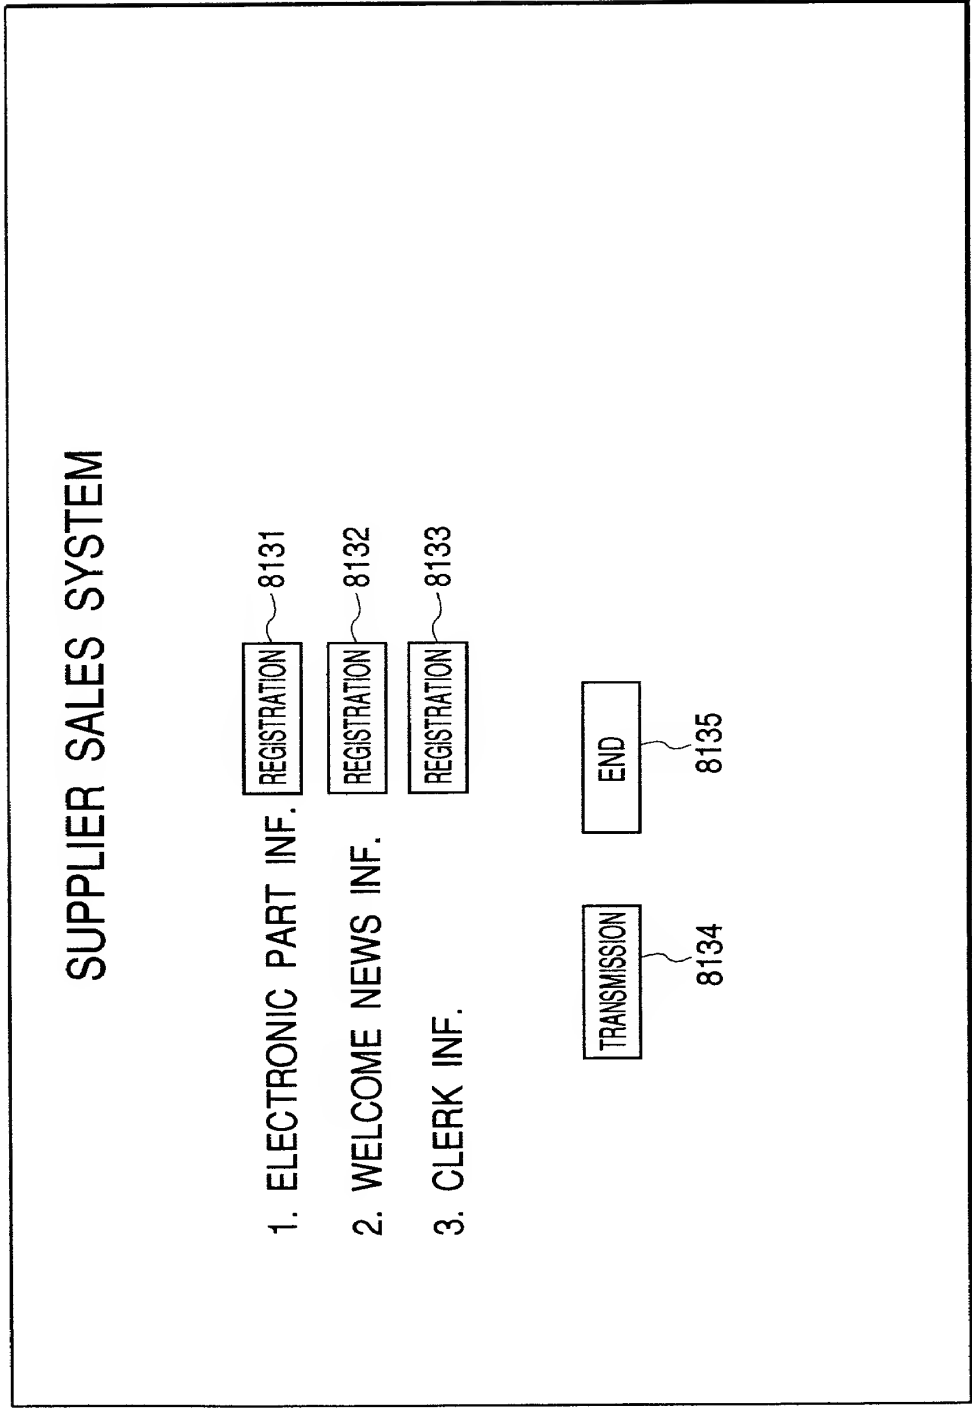 SUPPLIER SALES SYSTEM
1. ELECTRONIC PART INF. REGISTRATION 8131
2. WELCOME NEWS INF. REGISTRATION 8132
3. CLERK INF. REGISTRATION 8133
TRANSMISSION END
8134 8135